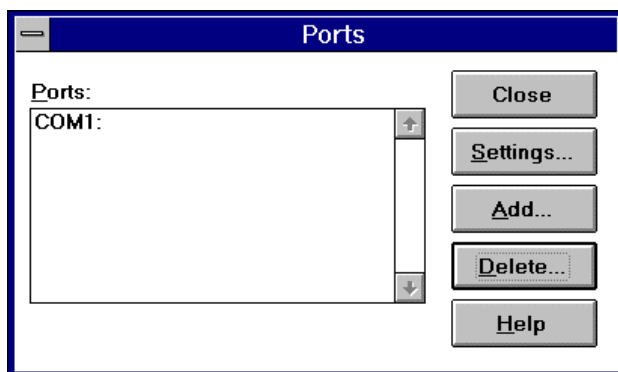 Ports
Ports:
COM1:
Close
Settings...
Add...
Delete...
Help